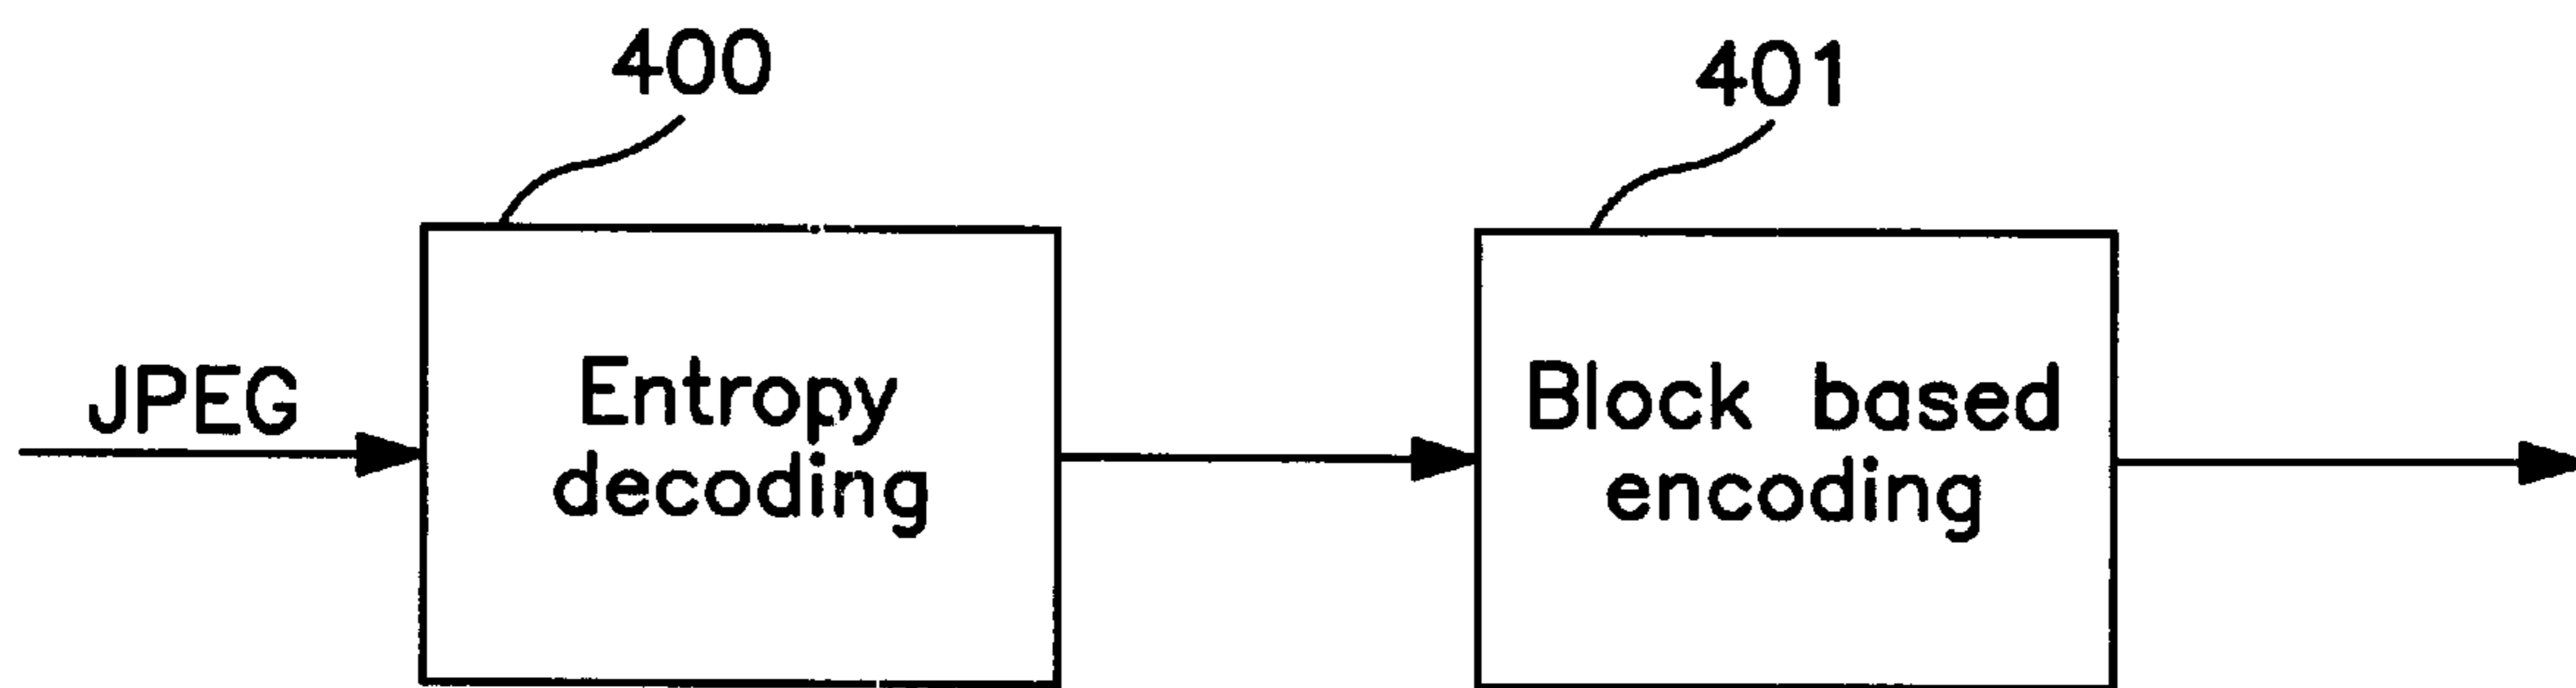 400
401
JPEG
Entropy
decoding
Block based
encoding